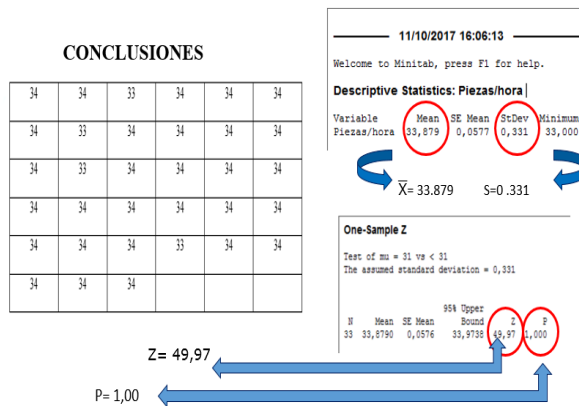 CONCLUSIONES
34 34 33 34 34 34
34 33 34 34 34 34
34 33 34 34 34 34
34 34 34 34 34 34
34 34 34 33 34 34
34 34 34
11/10/2017 16:06:13
Welcome to Minitab, press F1 for help.
Descriptive Statistics: Piezas/hora
Variable Mean SE Mean StDev Minimum
Piezas/hora 33,879 0,0577 0,331 33,000
X̅= 33.879 S=0 .331
One-Sample Z
Test of mu = 31 vs < 31
The assumed standard deviation = 0,331
95% Upper
N Mean SE Mean Bound Z P
33 33,8790 0,0576 33,9738 49,97 1,000
Z= 49,97
P= 1,00